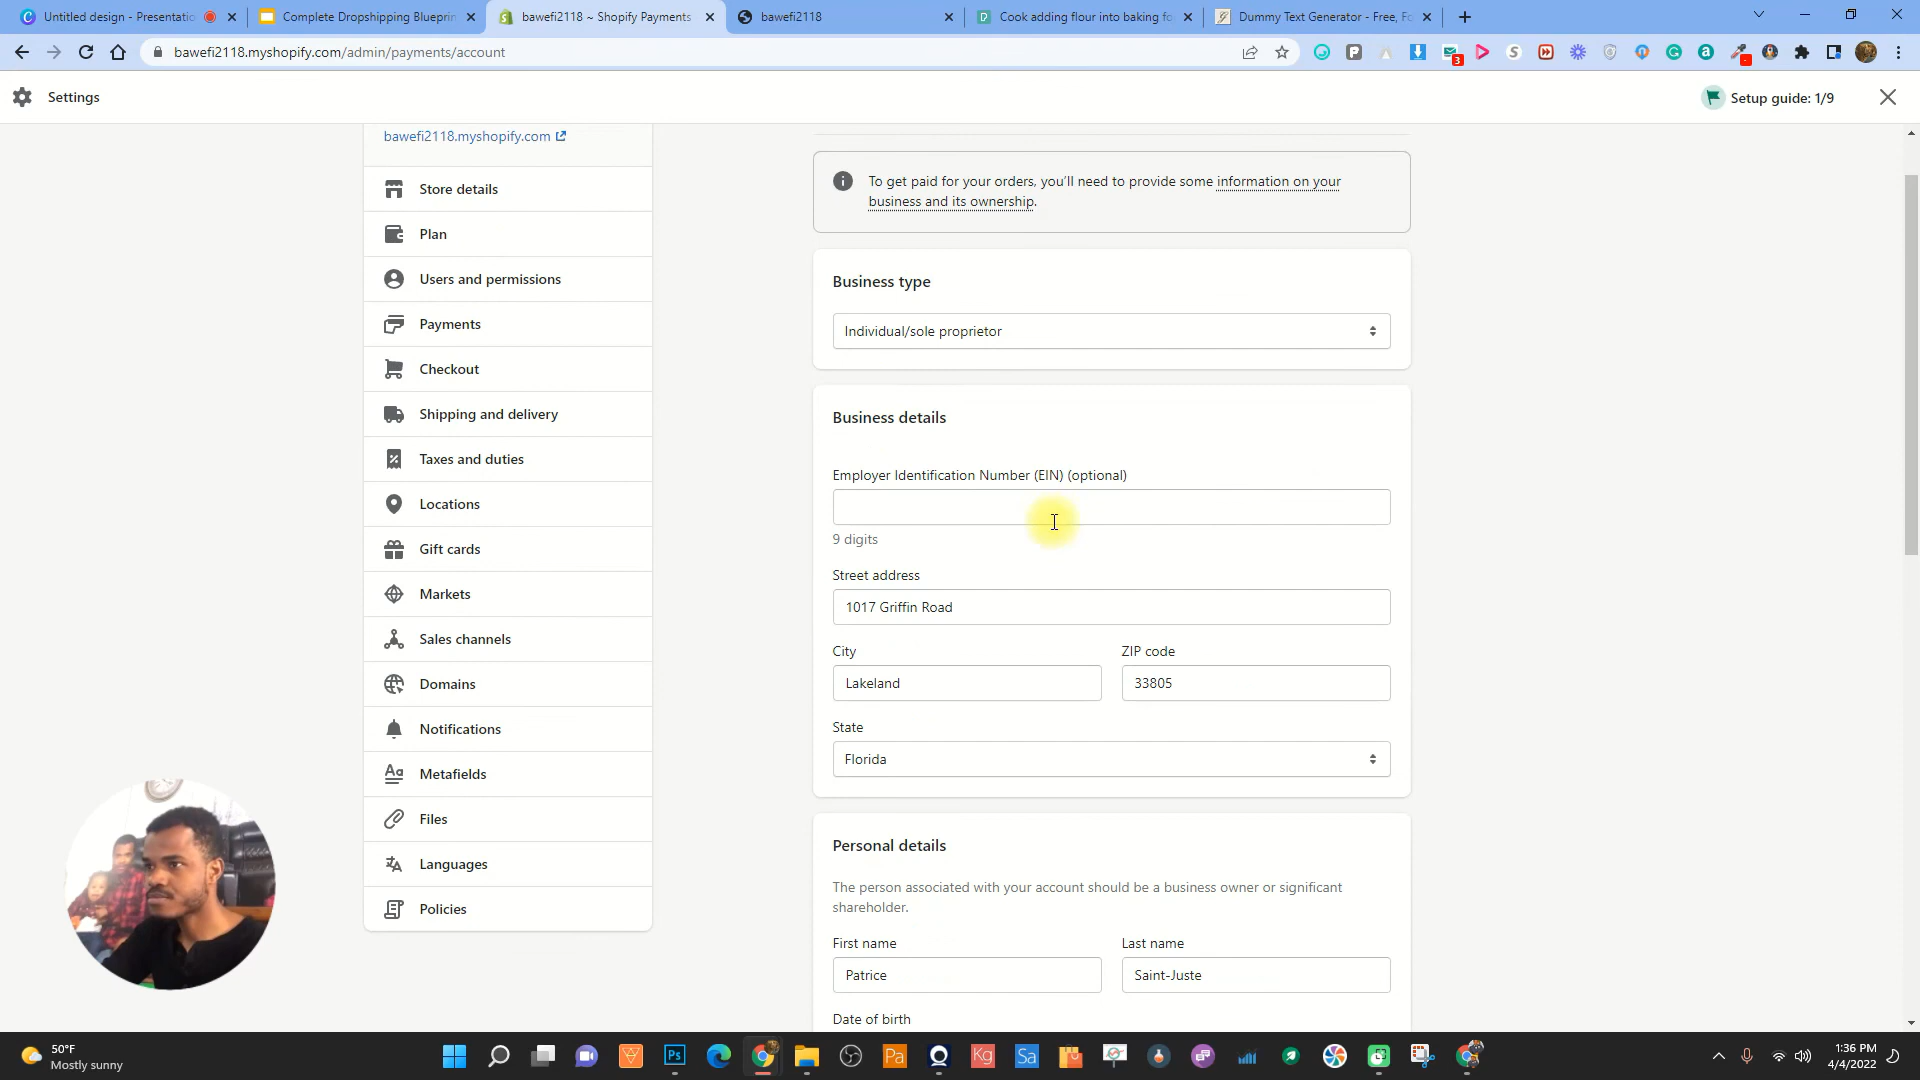 Untitled design - Presentatio
Complete Dropshipping Blueprin
bawefi2118 ~ Shopify Payments
bawefi2118
Cook adding flour into baking fo
Dummy Text Generator - Free, Fo
bawefi2118.myshopify.com/admin/payments/account
3
Settings
Setup guide: 1/9
bawefi2118.myshopify.com
Store details
Plan
Users and permissions
Payments
Checkout
Shipping and delivery
Taxes and duties
Locations
Gift cards
Markets
Sales channels
Domains
Notifications
Metafields
Files
Languages
Policies
To get paid for your orders, you'll need to provide some information on your
business and its ownership.
Business type
Individual/sole proprietor
Business details
Employer Identification Number (EIN) (optional)
9 digits
Street address
1017 Griffin Road
City
ZIP code
Lakeland
33805
State
Florida
Personal details
The person associated with your account should be a business owner or significant
shareholder.
First name
Last name
Patrice
Saint-Juste
Date of birth
50°F
Mostly sunny
Ps
Pa
Kg
Sa
1:36 PM
4/4/2022